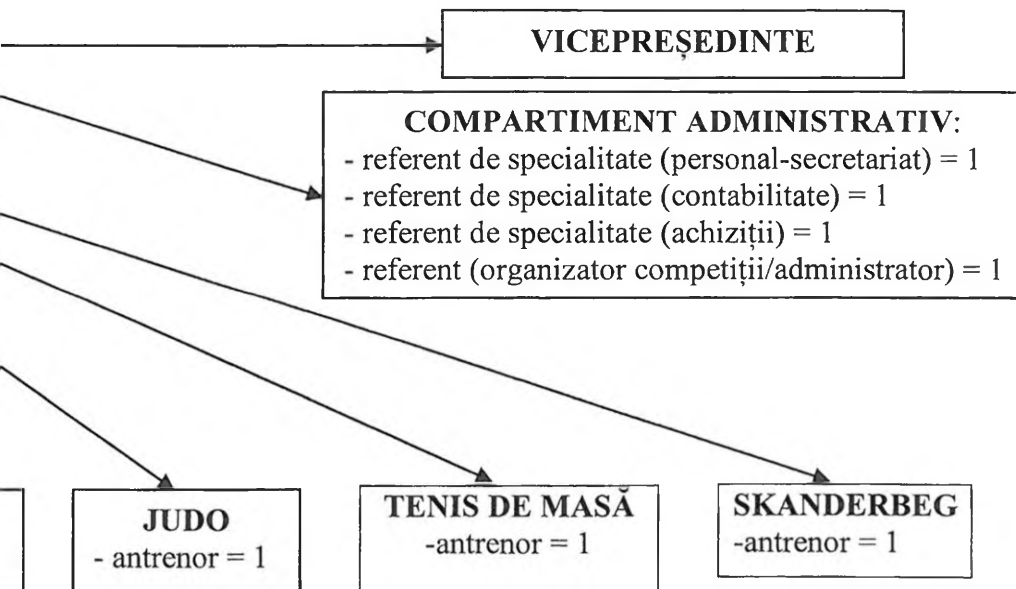 VICEPREȘEDINTE
COMPARTIMENT ADMINISTRATIV:
- referent de specialitate (personal-secretariat) = 1
- referent de specialitate (contabilitate) = 1
- referent de specialitate (achiziții) = 1
- referent (organizator competiții/administrator) = 1
JUDO
- antrenor = 1
TENIS DE MASĂ
-antrenor = 1
SKANDERBEG
-antrenor = 1